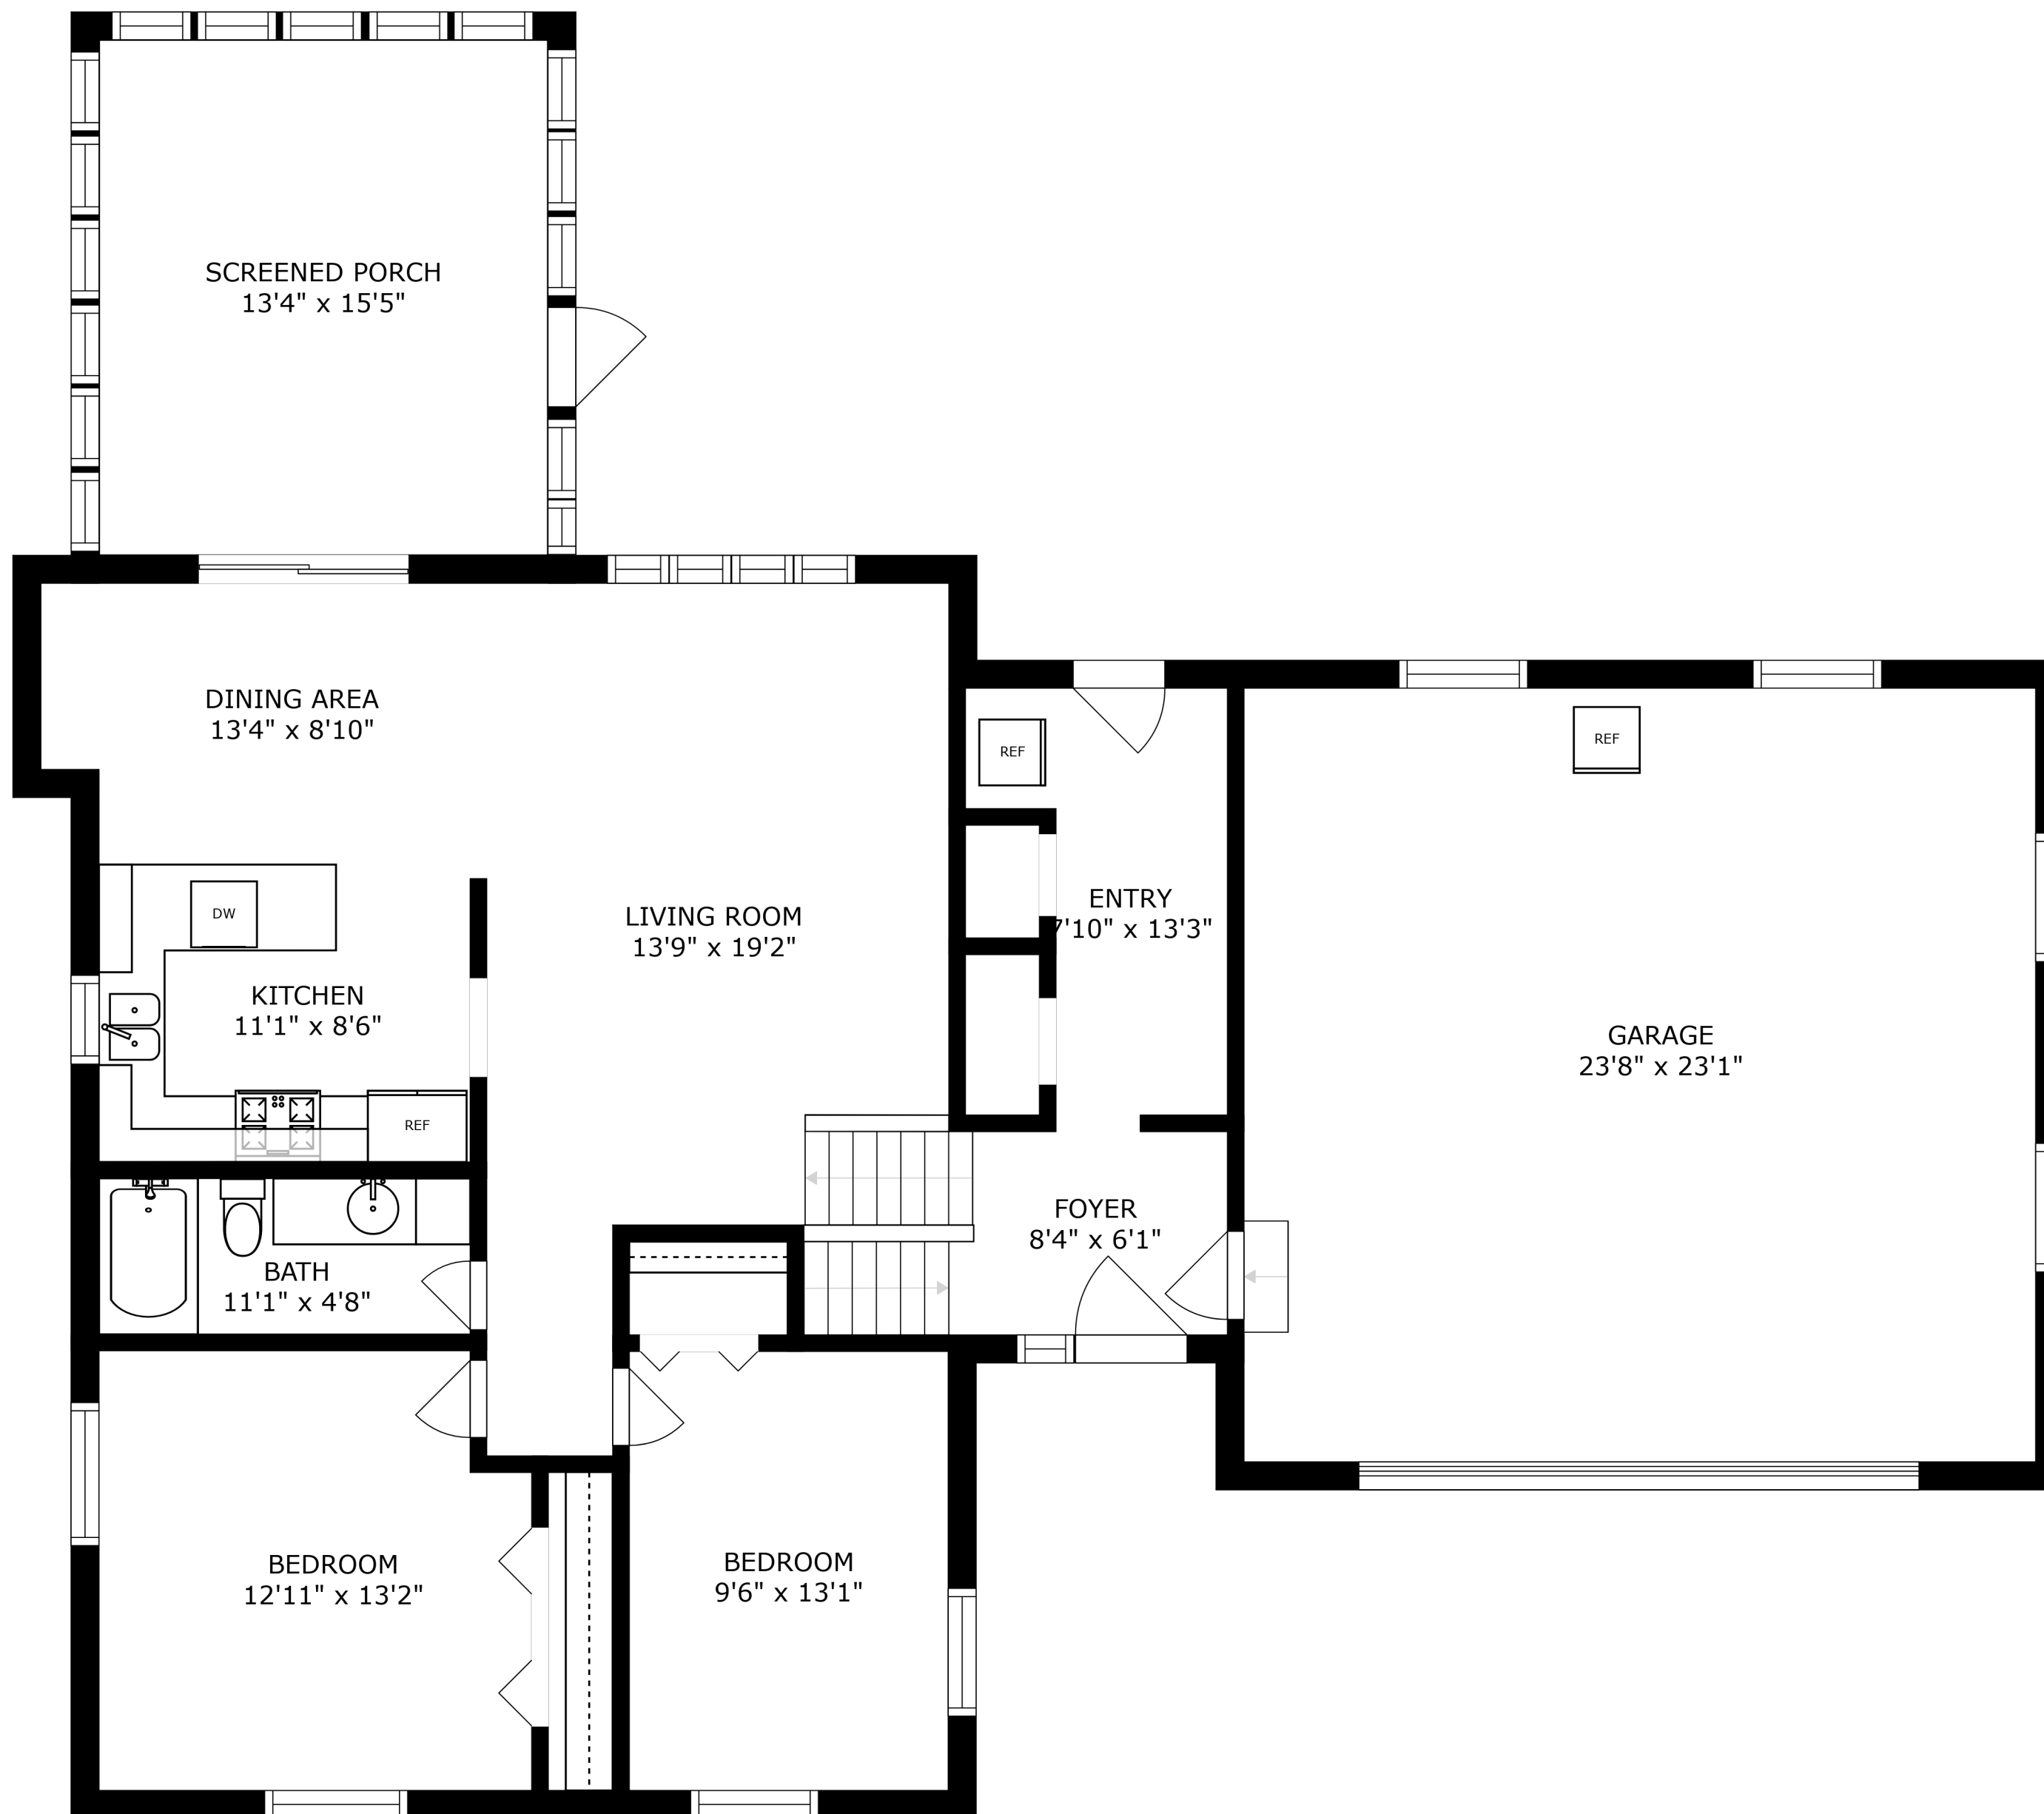 SCREENED PORCH
13'4" x 15'5"
DINING AREA
13'4" x 8'10"
REF
REF
DW
LIVING ROOM
13'9" x 19'2"
ENTRY
7'10" x 13'3"
KITCHEN
11'1" x 8'6"
REF
GARAGE
23'8" x 23'1"
FOYER
8'4" x 6'1"
BATH
11'1" x 4'8"
BEDROOM
12'11" x 13'2"
BEDROOM
9'6" x 13'1"